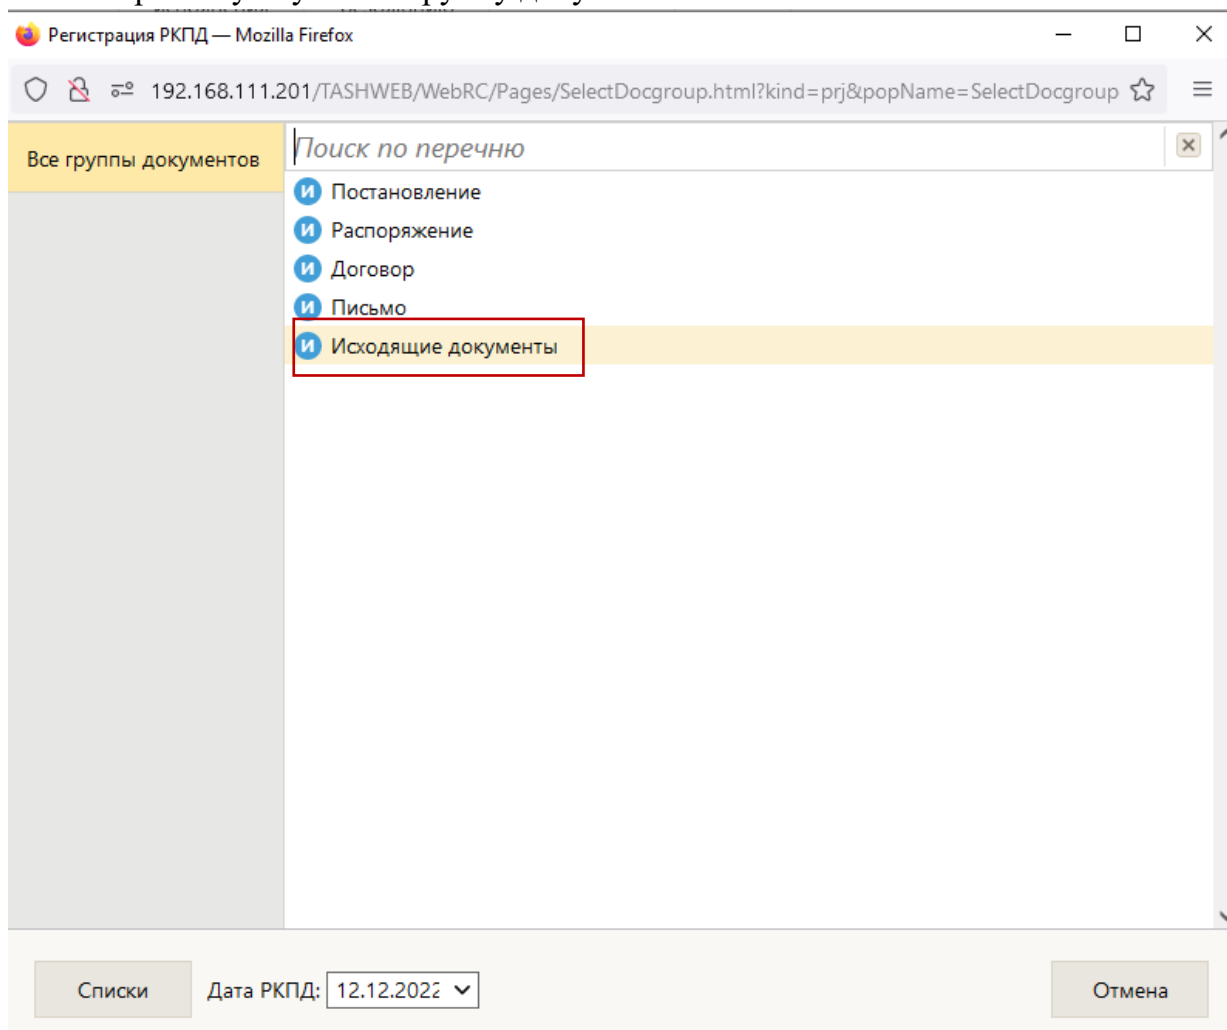 Регистрация РКПД — Mozilla Firefox
192.168.111.201/TASHWEB/WebRC/Pages/SelectDocgroup.html?kind=prj&popName=SelectDocgroup
Все группы документов
Поиск по перечню
И Постановление
И Распоряжение
И Договор
И Письмо
И Исходящие документы
Списки Дата РКПД: 12.12.2022 Отмена